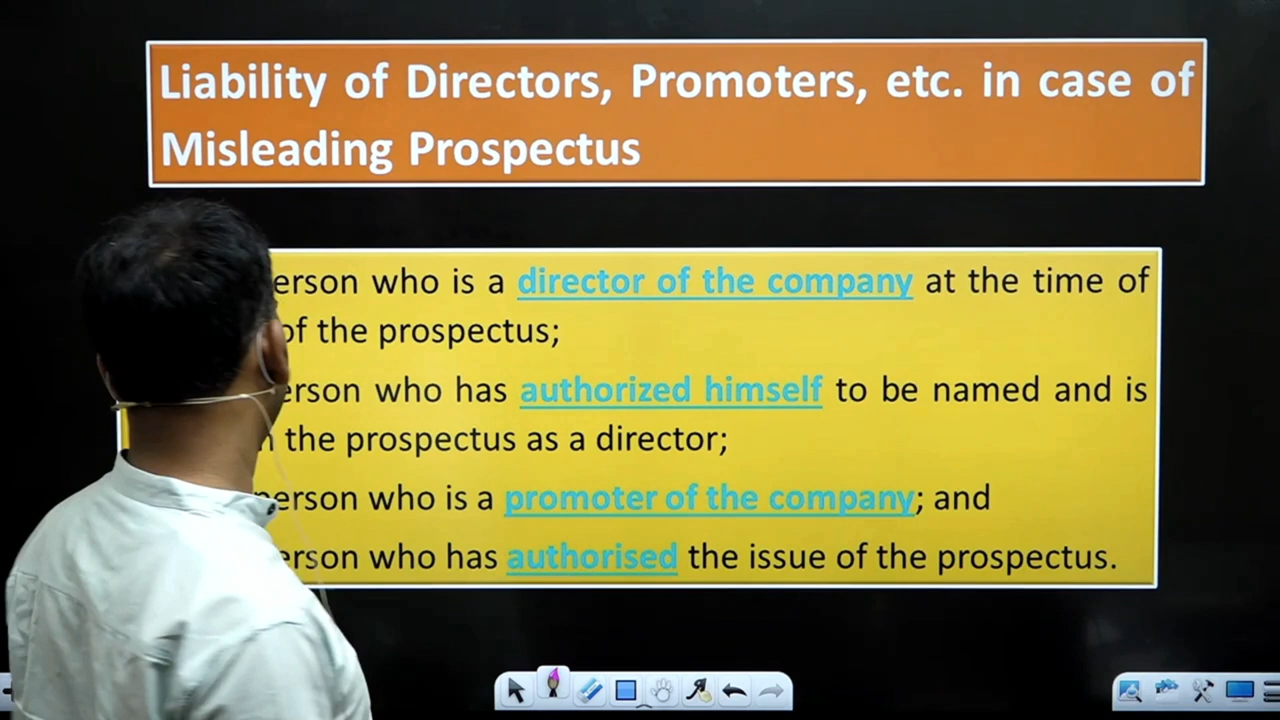 Liability of Directors, Promoters, etc. in case of
Misleading Prospectus
erson who is a director of the company at the time of
of the prospectus;
erson who has authorized himself to be named and is
the prospectus as a director;
person who is a promoter of the company; and
erson who has authorised the issue of the prospectus.